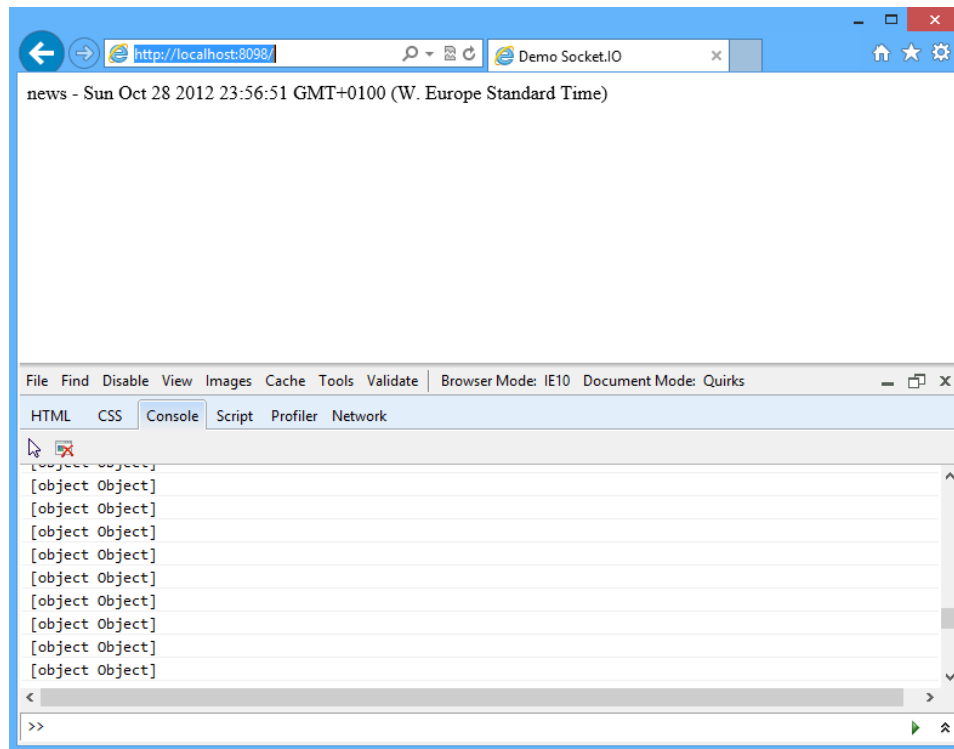 http://localhost:8098/ Demo Socket.IO
news - Sun Oct 28 2012 23:56:51 GMT+0100 (W. Europe Standard Time)
File Find Disable View Images Cache Tools Validate Browser Mode: IE10 Document Mode: Quirks
HTML CSS Console Script Profiler Network
[object Object]
[object Object]
[object Object]
[object Object]
[object Object]
[object Object]
[object Object]
[object Object]
[object Object]
[object Object]
>>